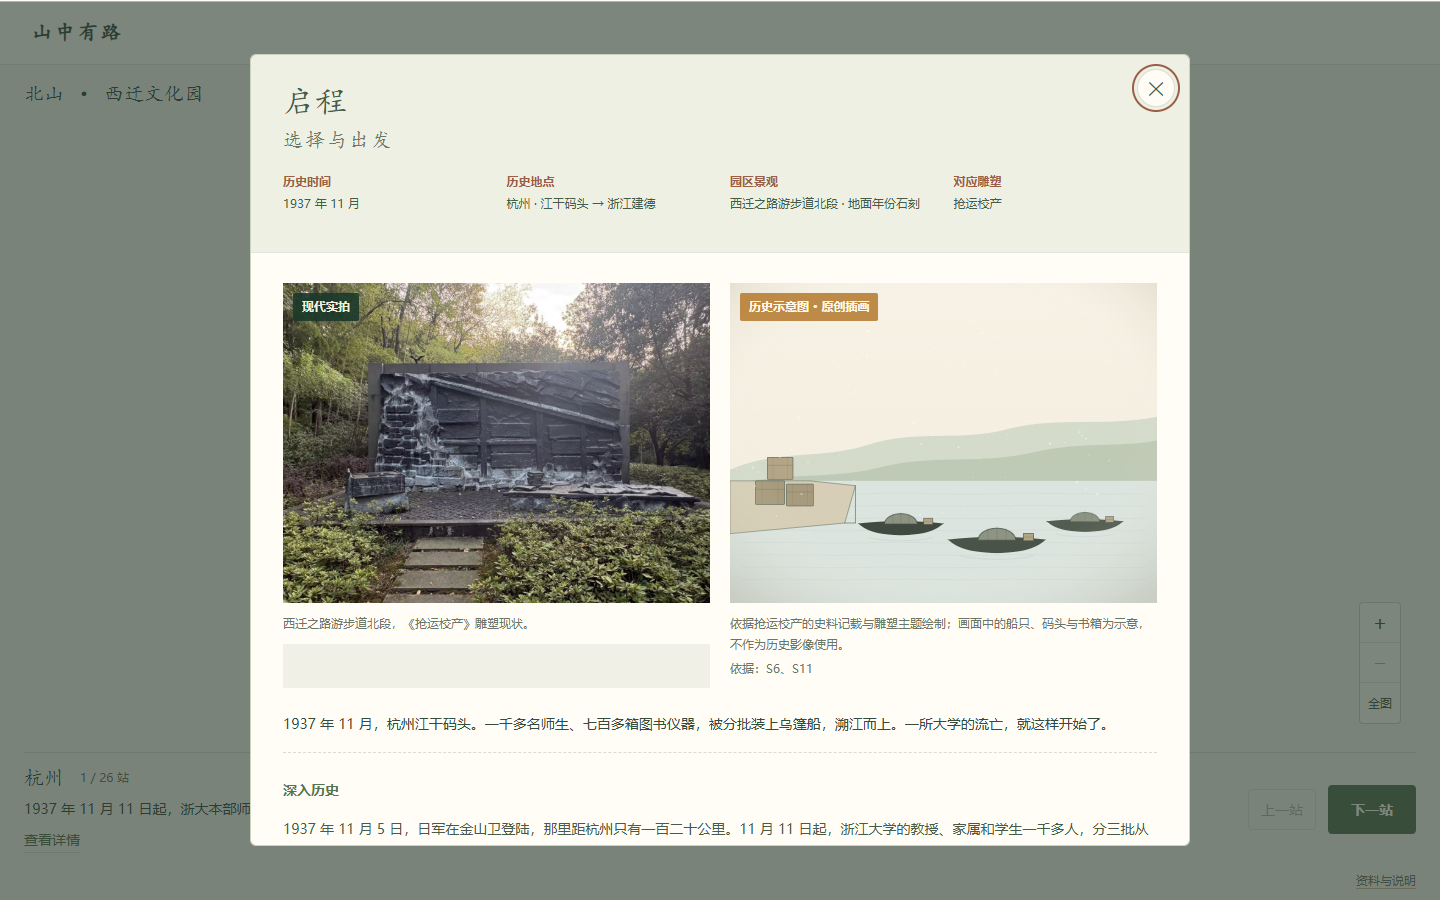 山中有路
北山 • 西迁文化园
启程
选择与出发
历史时间
1937 年 11 月
历史地点
杭州 · 江干码头 → 浙江建德
园区景观
西迁之路游步道北段 · 地面年份石刻
对应雕塑
抢运校产
现代实拍
历史示意图 • 原创插画
西迁之路游步道北段，《抢运校产》雕塑现状。
依据抢运校产的史料记载与雕塑主题绘制；画面中的船只、码头与书箱为示意，
不作为历史影像使用。
依据：S6、S11
1937 年 11 月，杭州江干码头。一千多名师生、七百多箱图书仪器，被分批装上乌篷船，溯江而上。一所大学的流亡，就这样开始了。
深入历史
1937 年 11 月 5 日，日军在金山卫登陆，那里距杭州只有一百二十公里。11 月 11 日起，浙江大学的教授、家属和学生一千多人，分三批从
+
−
全图
杭州 1 / 26 站
1937 年 11 月 11 日起，浙大本部师
查看详情
上一站
下一站
资料与说明